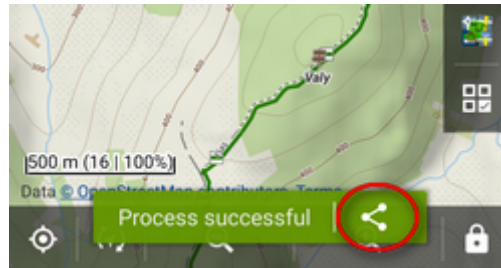 Valy
500 m (16 | 100%)
Data © OpenStreetMap contributors, Terms
Process successful